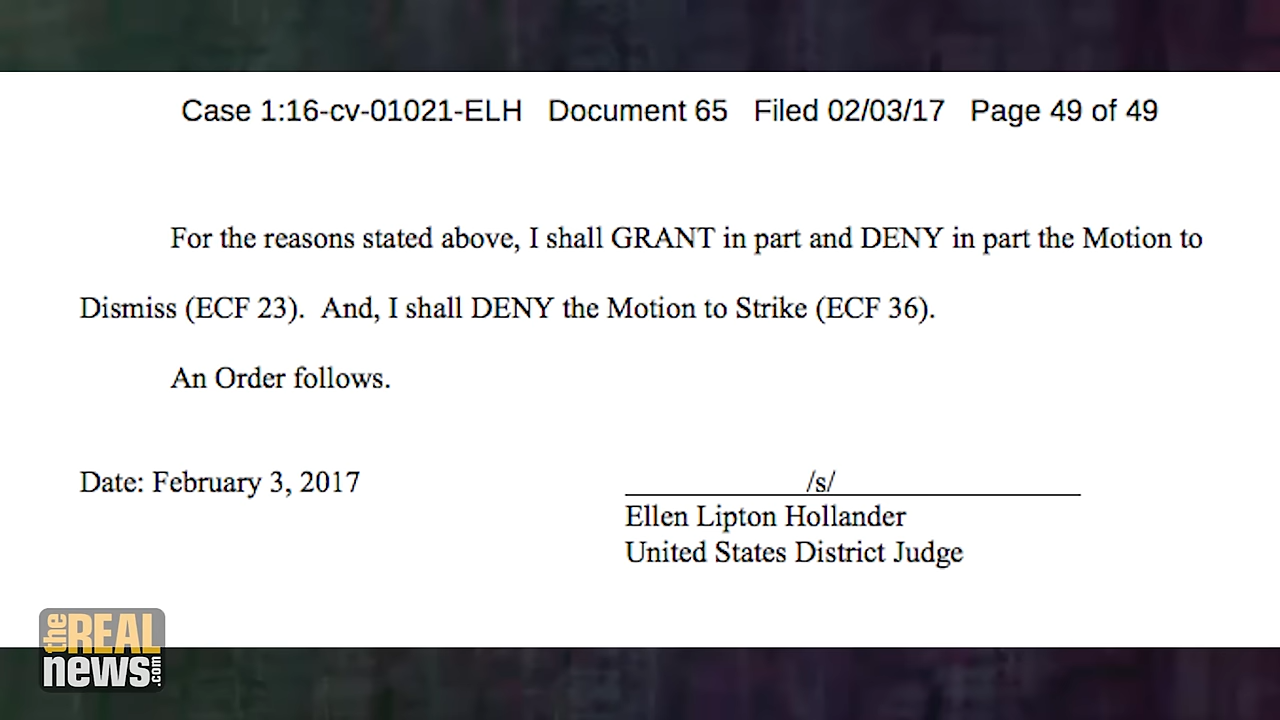 Case 1:16-cv-01021-ELH Document 65 Filed 02/03/17 Page 49 of 49
For the reasons stated above, I shall GRANT in part and DENY in part the Motion to
Dismiss (ECF 23). And, I shall DENY the Motion to Strike (ECF 36).
An Order follows.
Date: February 3, 2017
/s/
Ellen Lipton Hollander
United States District Judge
the REAL
news.com